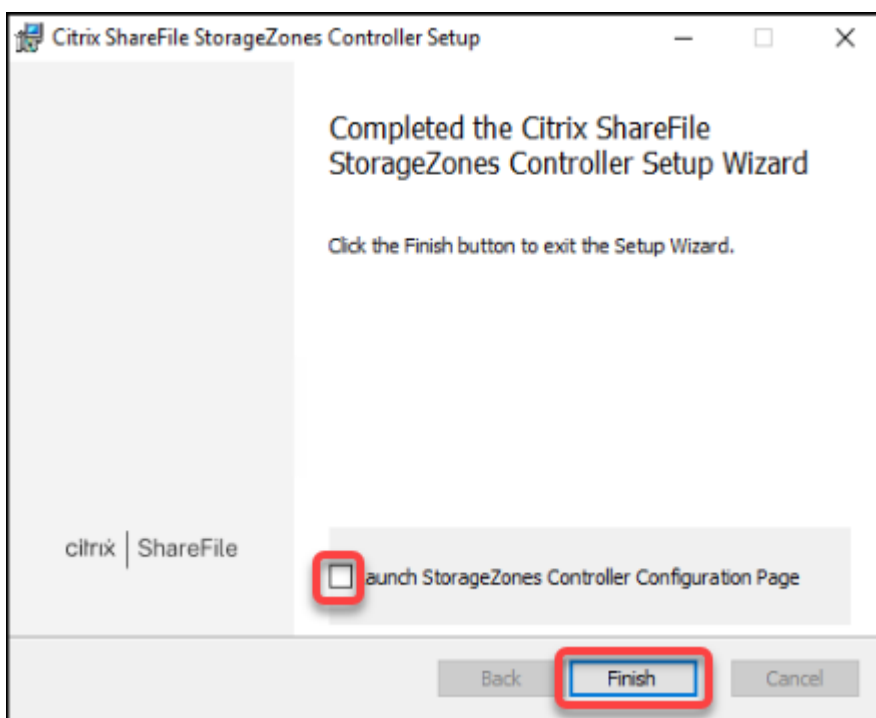 Citrix ShareFile StorageZones Controller Setup
Completed the Citrix ShareFile
StorageZones Controller Setup Wizard
Click the Finish button to exit the Setup Wizard.
citrix | ShareFile
aunch StorageZones Controller Configuration Page
Back Finish Cancel